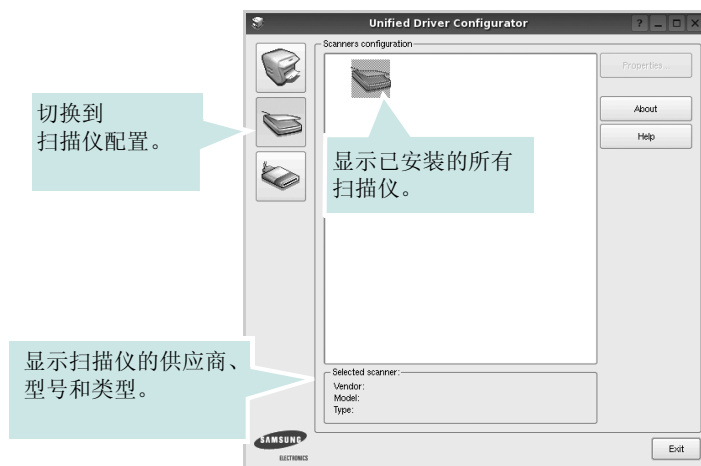 Unified Driver Configurator
Scanners configuration
Properties...
About
Help
切换到
扫描仪配置。
显示已安装的所有
扫描仪。
显示扫描仪的供应商、
型号和类型。
Selected scanner:
Vendor:
Model:
Type:
SAMSUNG
ELECTRONICS
Exit